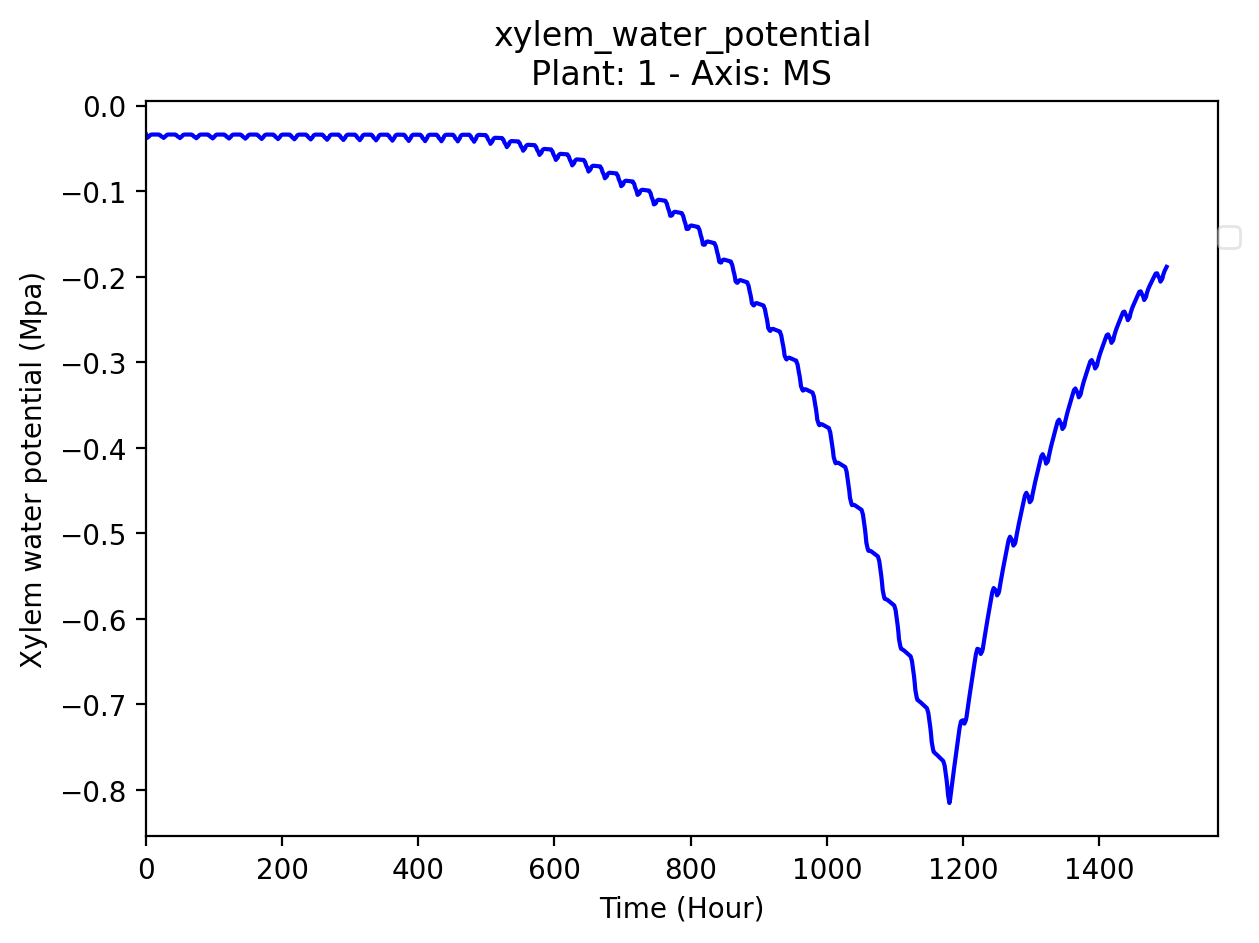 xylem_water_potential
Plant: 1 - Axis: MS
0.0
−0.1
−0.2
−0.3
−0.4
−0.5
−0.6
−0.7
−0.8
Xylem water potential (Mpa)
0 200 400 600 800 1000 1200 1400
Time (Hour)